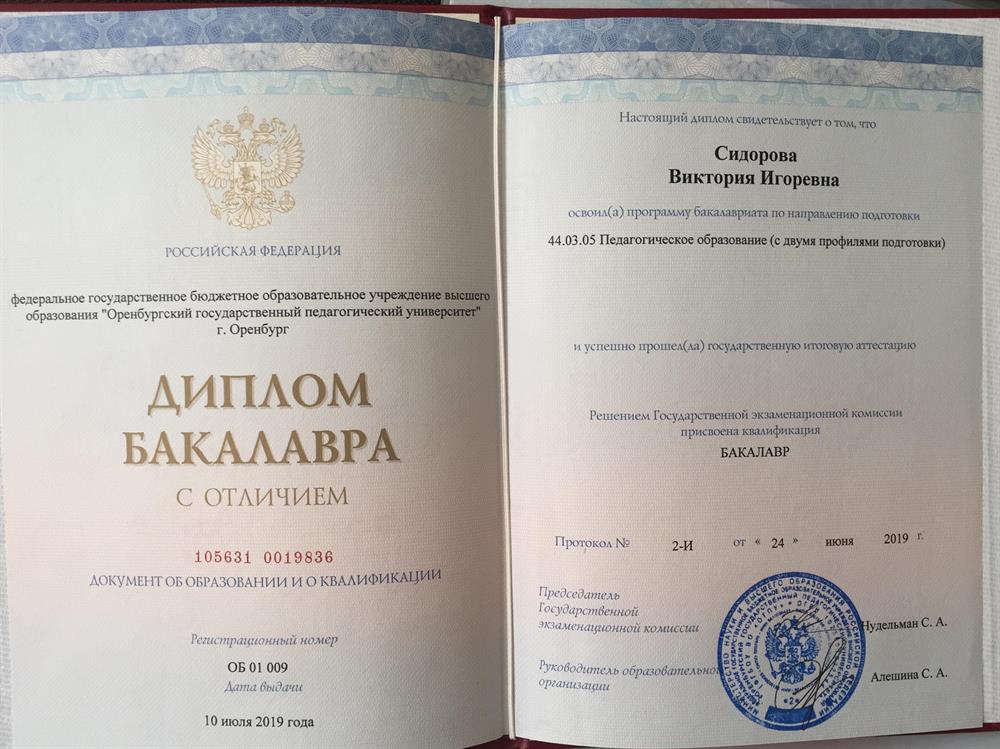 РОССИЙСКАЯ ФЕДЕРАЦИЯ
федеральное государственное бюджетное образовательное учреждение высшего
образования "Оренбургский государственный педагогический университет"
г. Оренбург
ДИПЛОМ
БАКАЛАВРА
С ОТЛИЧИЕМ
105631 0019836
ДОКУМЕНТ ОБ ОБРАЗОВАНИИ И О КВАЛИФИКАЦИИ
Регистрационный номер
ОБ 01 009
Дата выдачи
10 июля 2019 года
Настоящий диплом свидетельствует о том, что
Сидорова
Виктория Игоревна
освоил(а) программу бакалавриата по направлению подготовки
44.03.05 Педагогическое образование (с двумя профилями подготовки)
и успешно прошел(ла) государственную итоговую аттестацию
Решением Государственной экзаменационной комиссии
присвоена квалификация
БАКАЛАВР
Протокол № 2-И от « 24 » июня 2019 г.
Председатель
Государственной
экзаменационной комиссии
Нудельман С. А.
Руководитель образовательной
организации
Алешина С. А.